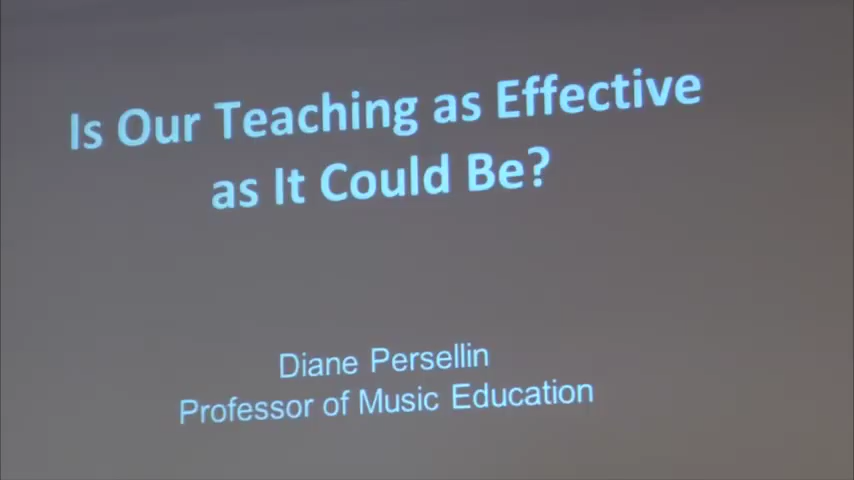 Is Our Teaching as Effective
as It Could Be?
Diane Persellin
Professor of Music Education